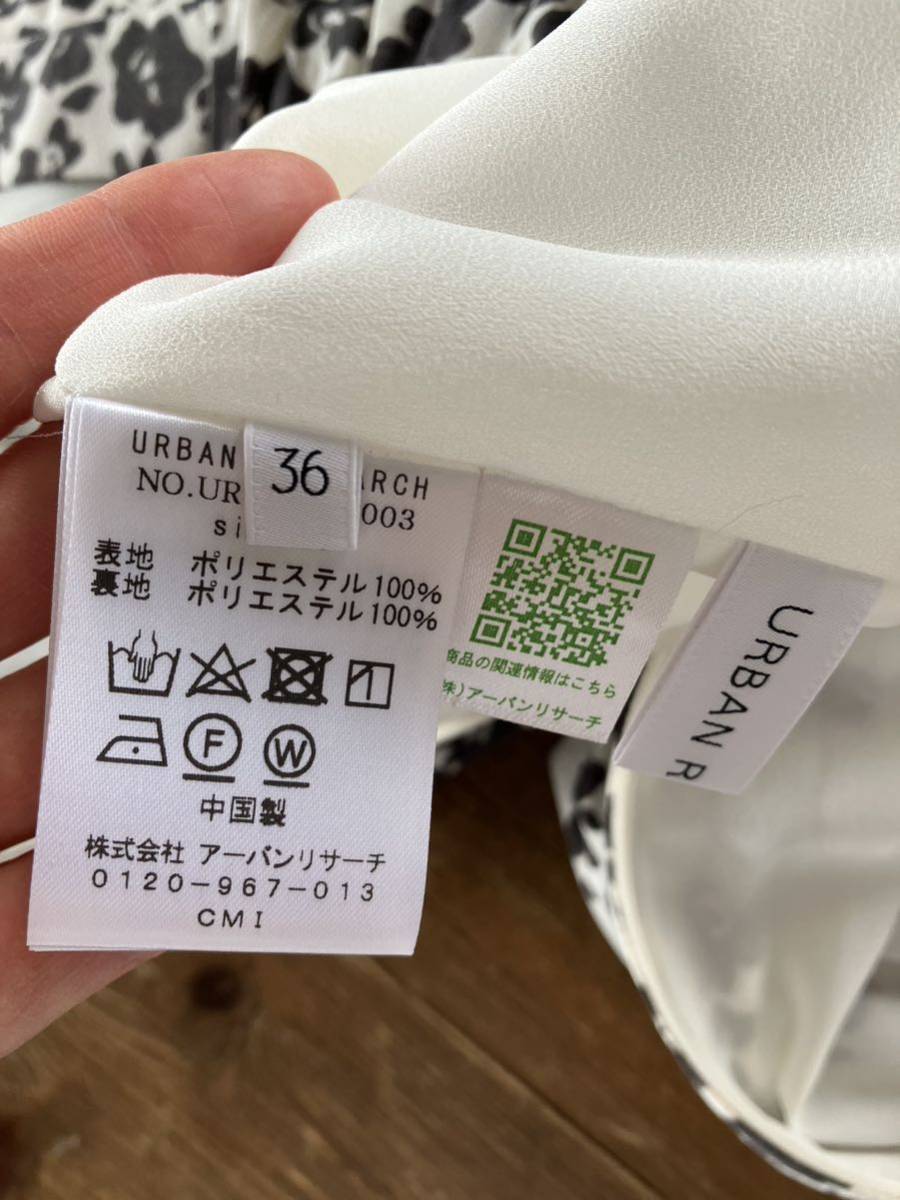 URBAN ARCH
NO.UR 003
si
36
表地 ポリエステル100%
裏地 ポリエステル100%
F
W
中国製
株式会社 アーバンリサーチ
0120-967-013
CMI
商品の関連情報はこちら
株)アーバンリサーチ
URBAN R